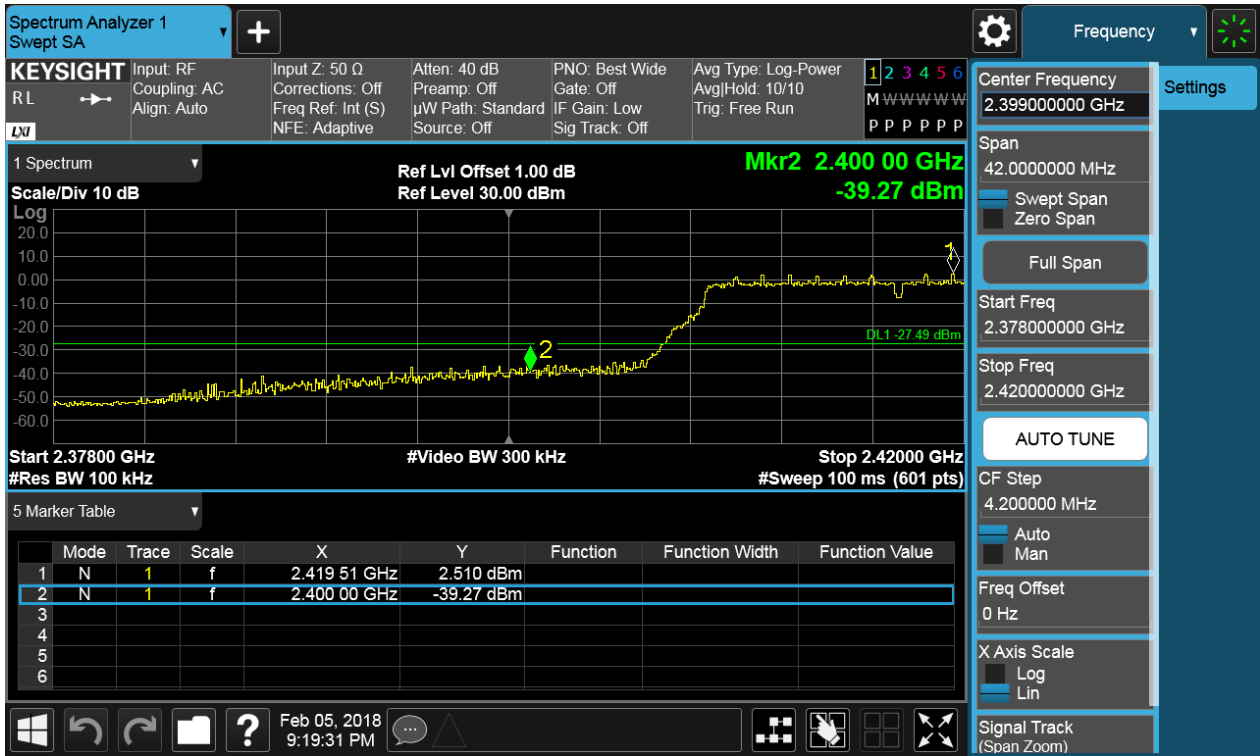 Spectrum Analyzer 1
Swept SA
+
Frequency
KEYSIGHT
RL
LXI
Input: RF
Coupling: AC
Align: Auto
Input Z: 50 Ω
Corrections: Off
Freq Ref: Int (S)
NFE: Adaptive
Atten: 40 dB
Preamp: Off
µW Path: Standard
Source: Off
PNO: Best Wide
Gate: Off
IF Gain: Low
Sig Track: Off
Avg Type: Log-Power
Avg|Hold: 10/10
Trig: Free Run
1 2 3 4 5 6
M W W W W W
P P P P P P
1 Spectrum
Scale/Div 10 dB
Ref Lvl Offset 1.00 dB
Ref Level 30.00 dBm
Mkr2 2.400 00 GHz
-39.27 dBm
Log
20.0
10.0
0.00
-10.0
-20.0
-30.0
-40.0
-50.0
-60.0
1
2
DL1 -27.49 dBm
Start 2.37800 GHz
#Video BW 300 kHz
Stop 2.42000 GHz
#Res BW 100 kHz
#Sweep 100 ms (601 pts)
5 Marker Table
Mode Trace Scale X Y Function Function Width Function Value
1 N 1 f 2.419 51 GHz 2.510 dBm
2 N 1 f 2.400 00 GHz -39.27 dBm
3
4
5
6
Feb 05, 2018
9:19:31 PM
?
Center Frequency
2.399000000 GHz
Span
42.0000000 MHz
Swept Span
Zero Span
Full Span
Start Freq
2.378000000 GHz
Stop Freq
2.420000000 GHz
AUTO TUNE
CF Step
4.200000 MHz
Auto
Man
Freq Offset
0 Hz
X Axis Scale
Log
Lin
Signal Track
(Span Zoom)
Settings